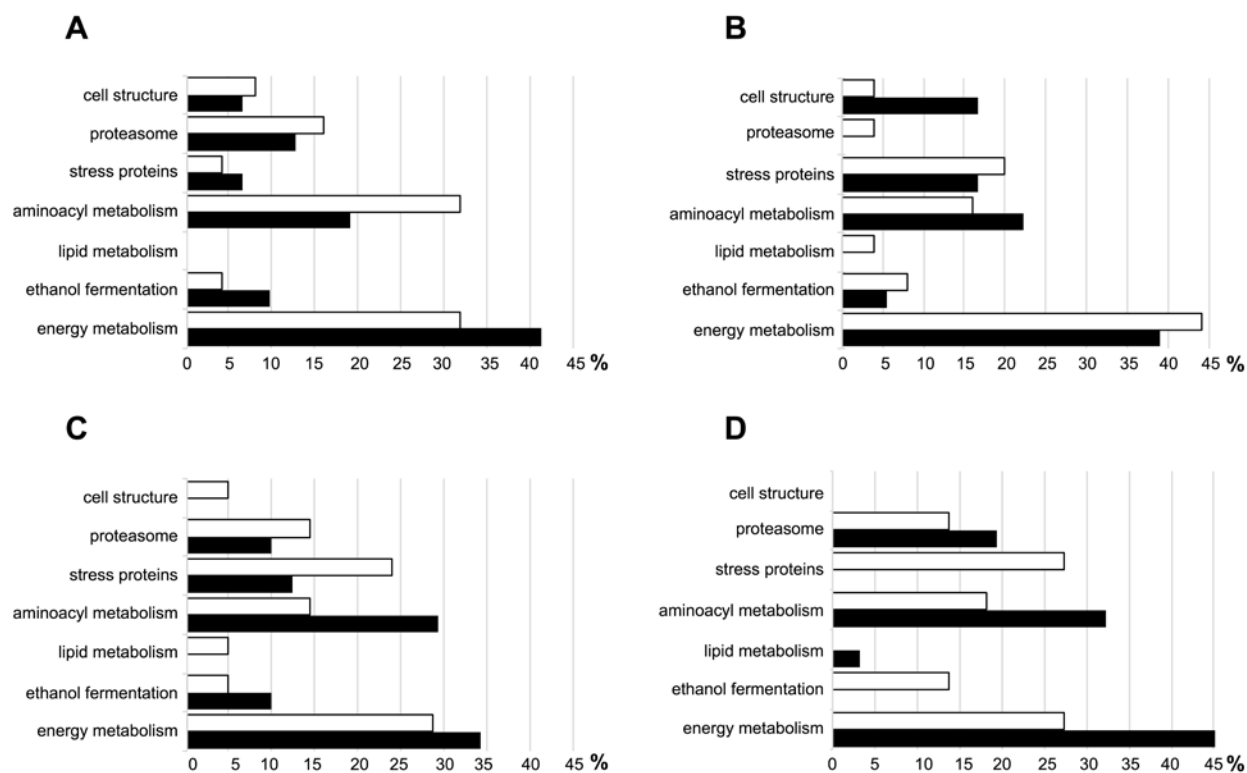 A
cell structure
proteasome
stress proteins
aminoacyl metabolism
lipid metabolism
ethanol fermentation
energy metabolism
0 5 10 15 20 25 30 35 40 45 %
B
cell structure
proteasome
stress proteins
aminoacyl metabolism
lipid metabolism
ethanol fermentation
energy metabolism
0 5 10 15 20 25 30 35 40 45 %
C
cell structure
proteasome
stress proteins
aminoacyl metabolism
lipid metabolism
ethanol fermentation
energy metabolism
0 5 10 15 20 25 30 35 40 45 %
D
cell structure
proteasome
stress proteins
aminoacyl metabolism
lipid metabolism
ethanol fermentation
energy metabolism
0 5 10 15 20 25 30 35 40 45 %